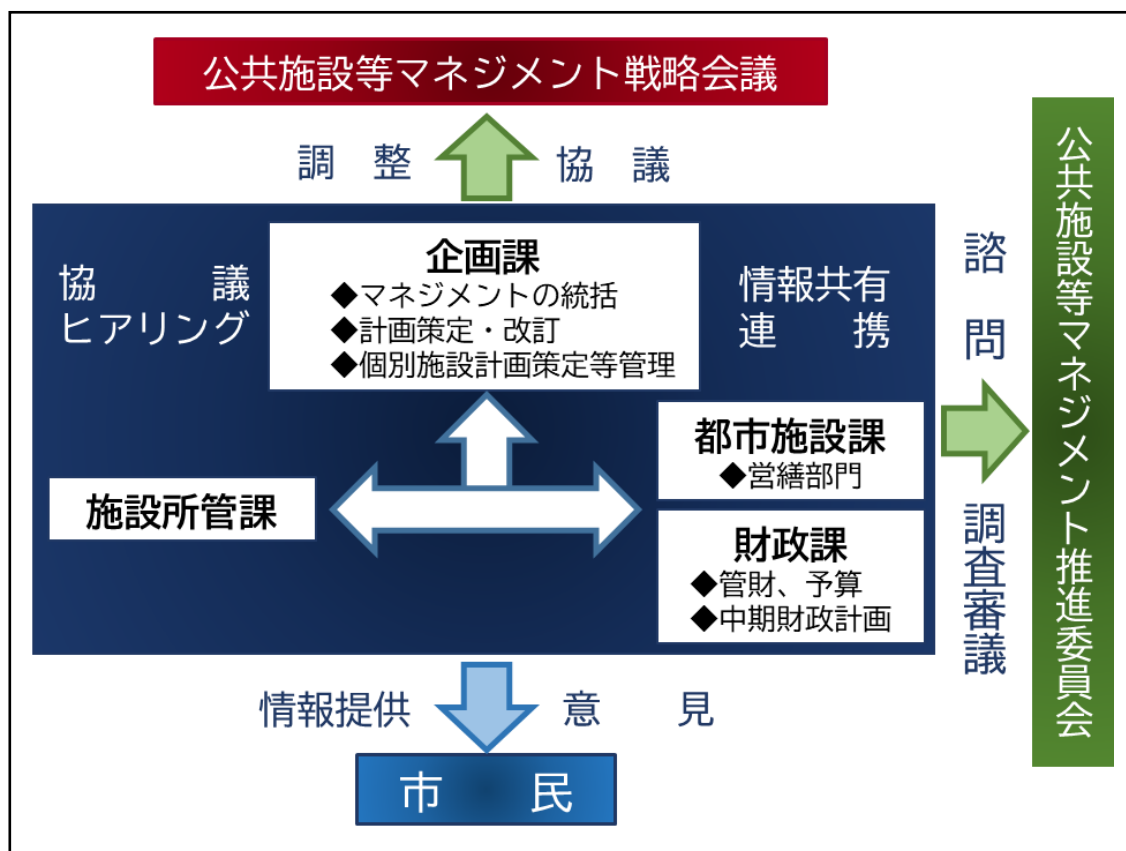 公共施設等マネジメント戦略会議
調　整
協　議
協　　議
ヒアリング
企画課
◆マネジメントの統括
◆計画策定・改訂
◆個別施設計画策定等管理
情報共有
連　　携
施設所管課
都市施設課
◆営繕部門
財政課
◆管財、予算
◆中期財政計画
諮　問
調査審議
公共施設等マネジメント推進委員会
情報提供
意　　見
市　　民